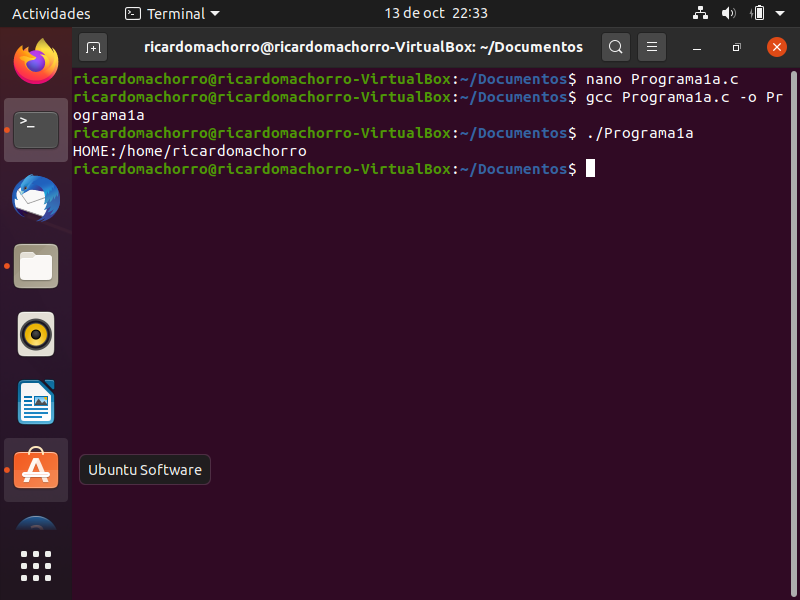 Actividades
Terminal
13 de oct 22:33
ricardomachorro@ricardomachorro-VirtualBox: ~/Documentos
ricardomachorro@ricardomachorro-VirtualBox:~/Documentos$ nano Programa1a.c
ricardomachorro@ricardomachorro-VirtualBox:~/Documentos$ gcc Programa1a.c -o Pr
ograma1a
ricardomachorro@ricardomachorro-VirtualBox:~/Documentos$ ./Programa1a
HOME:/home/ricardomachorro
ricardomachorro@ricardomachorro-VirtualBox:~/Documentos$
Ubuntu Software